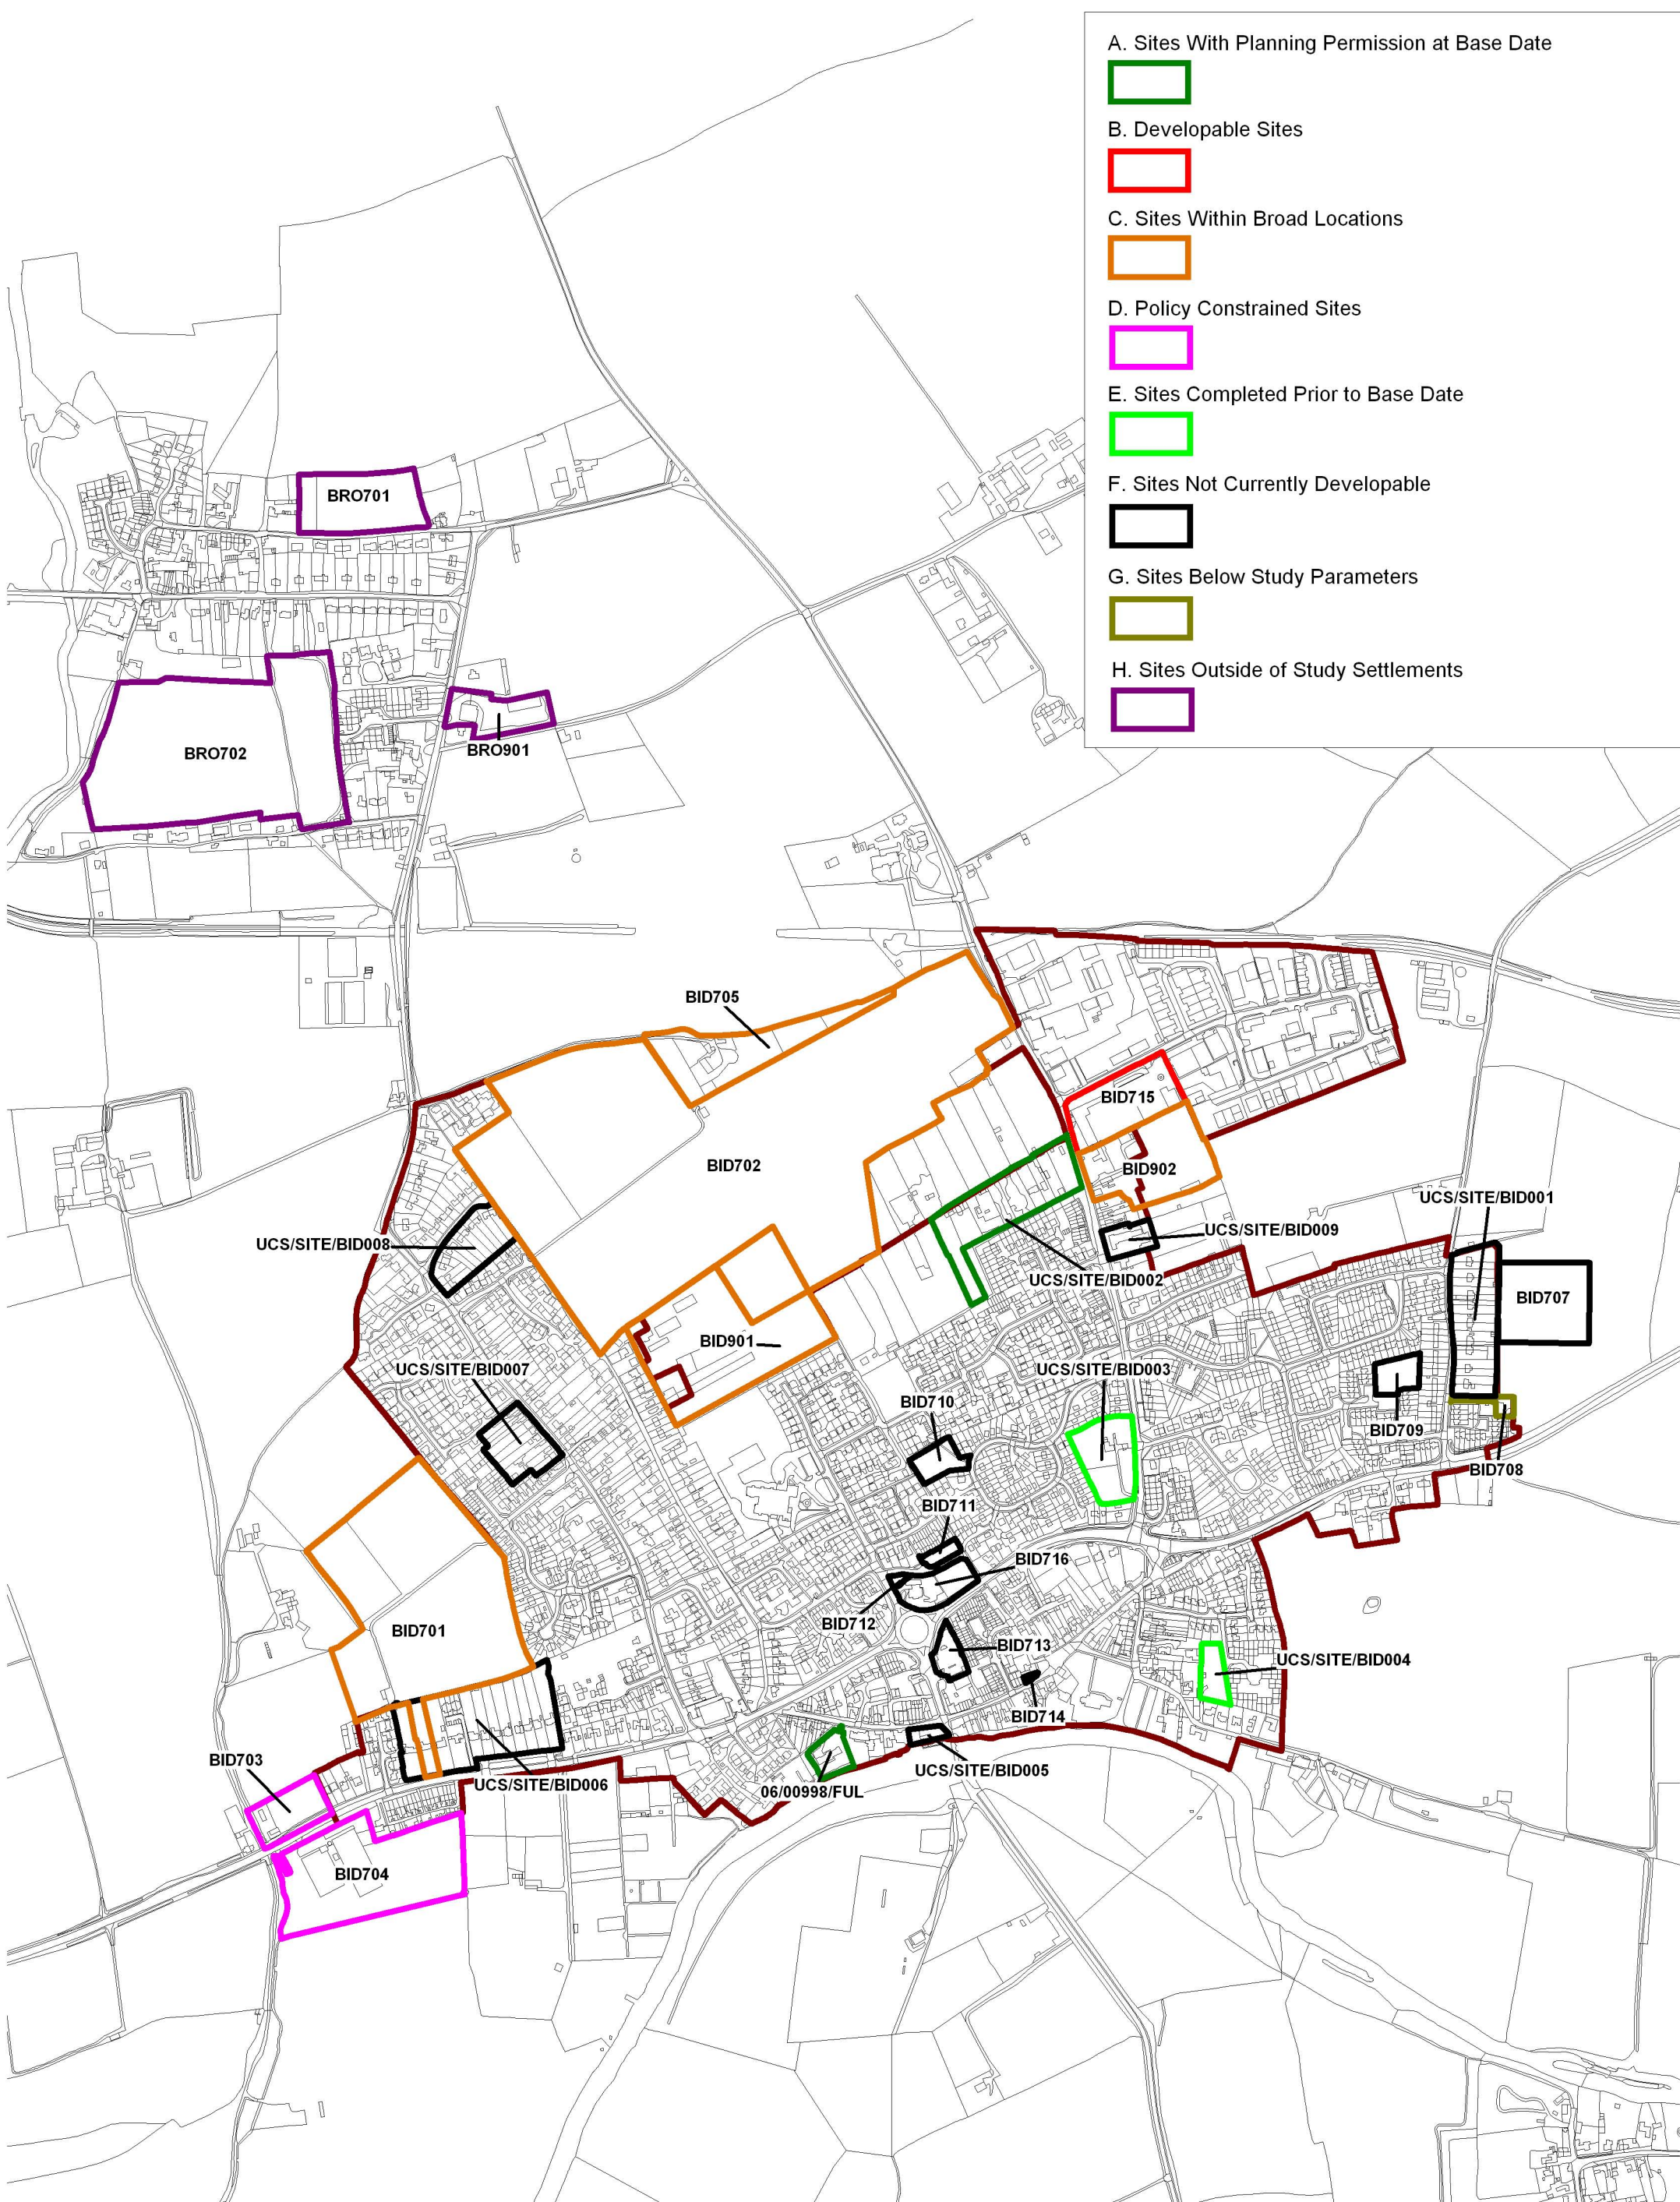 A. Sites With Planning Permission at Base Date
B. Developable Sites
C. Sites Within Broad Locations
D. Policy Constrained Sites
E. Sites Completed Prior to Base Date
F. Sites Not Currently Developable
G. Sites Below Study Parameters
H. Sites Outside of Study Settlements
BRO701
BRO702
BRO901
BID705
BID715
BID702
BID902
UCS/SITE/BID001
UCS/SITE/BID008
UCS/SITE/BID009
UCS/SITE/BID002
BID707
BID901
UCS/SITE/BID007
UCS/SITE/BID003
BID710
BID709
BID708
BID711
BID716
BID712
BID701
BID713
UCS/SITE/BID004
BID714
BID703
UCS/SITE/BID006
UCS/SITE/BID005
06/00998/FUL
BID704